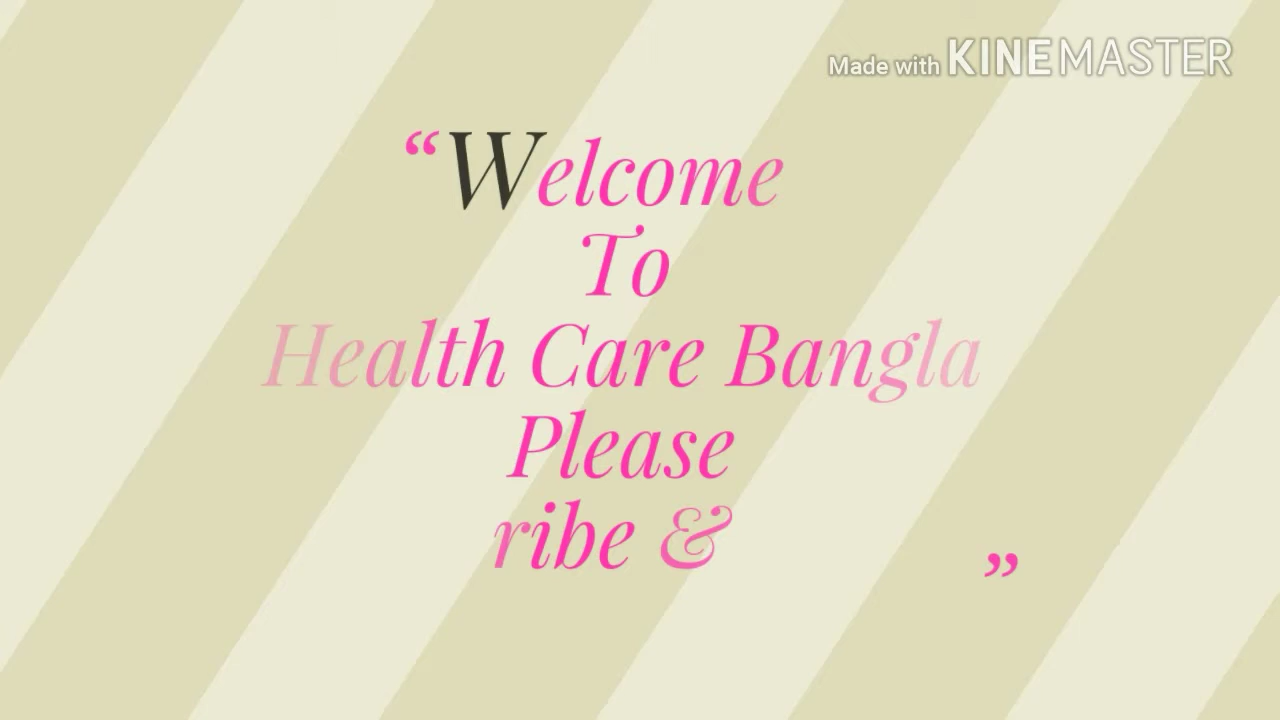 Made with KINEMASTER
“Welcome
To
Health Care Bangla
Please
ribe &
”